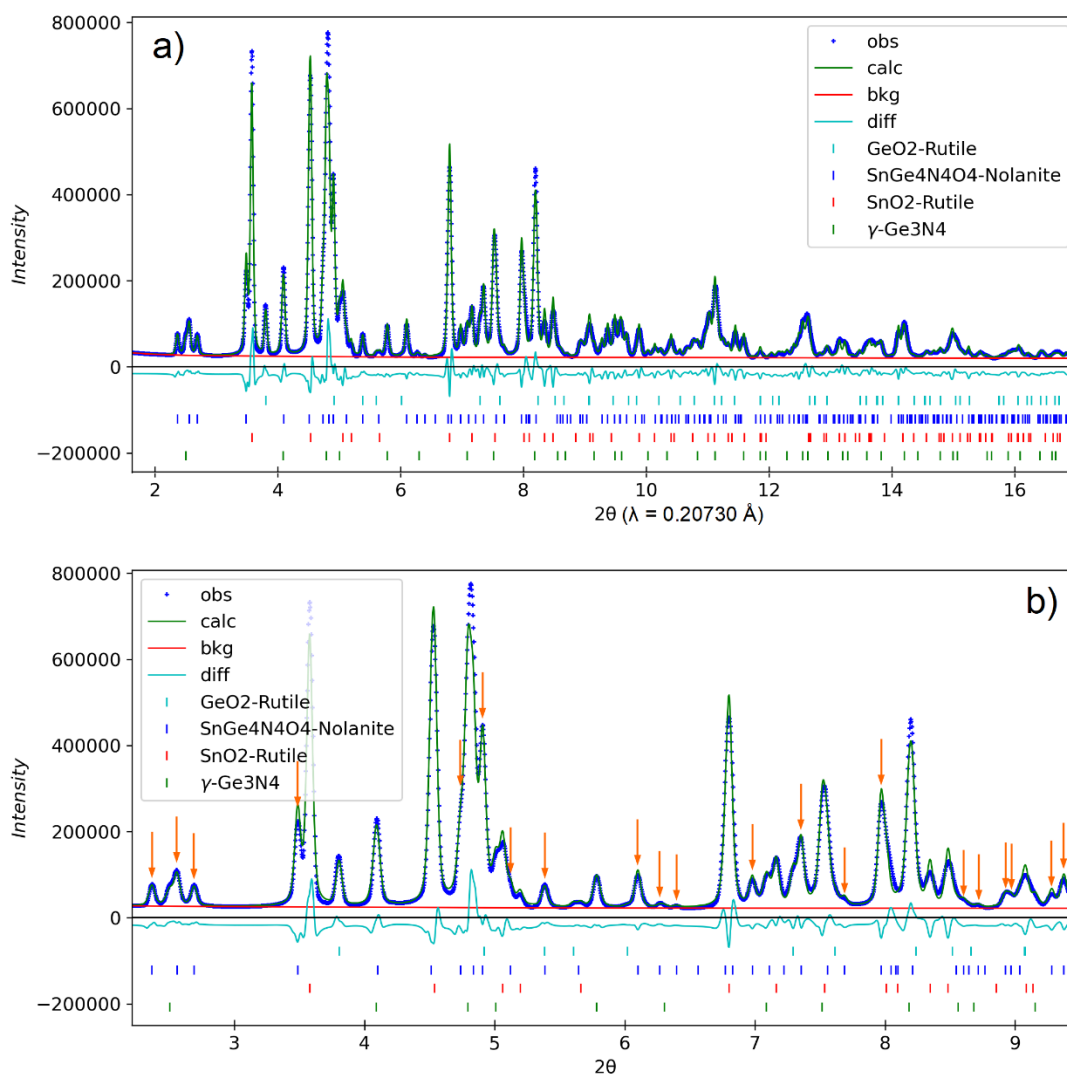 a)
800000
600000
400000
200000
0
−200000
Intensity
obs
calc
bkg
diff
GeO2-Rutile
SnGe4N4O4-Nolanite
SnO2-Rutile
γ-Ge3N4
2 4 6 8 10 12 14 16
2θ (λ = 0.20730 Å)
b)
800000
600000
400000
200000
0
−200000
Intensity
obs
calc
bkg
diff
GeO2-Rutile
SnGe4N4O4-Nolanite
SnO2-Rutile
γ-Ge3N4
3 4 5 6 7 8 9
2θ